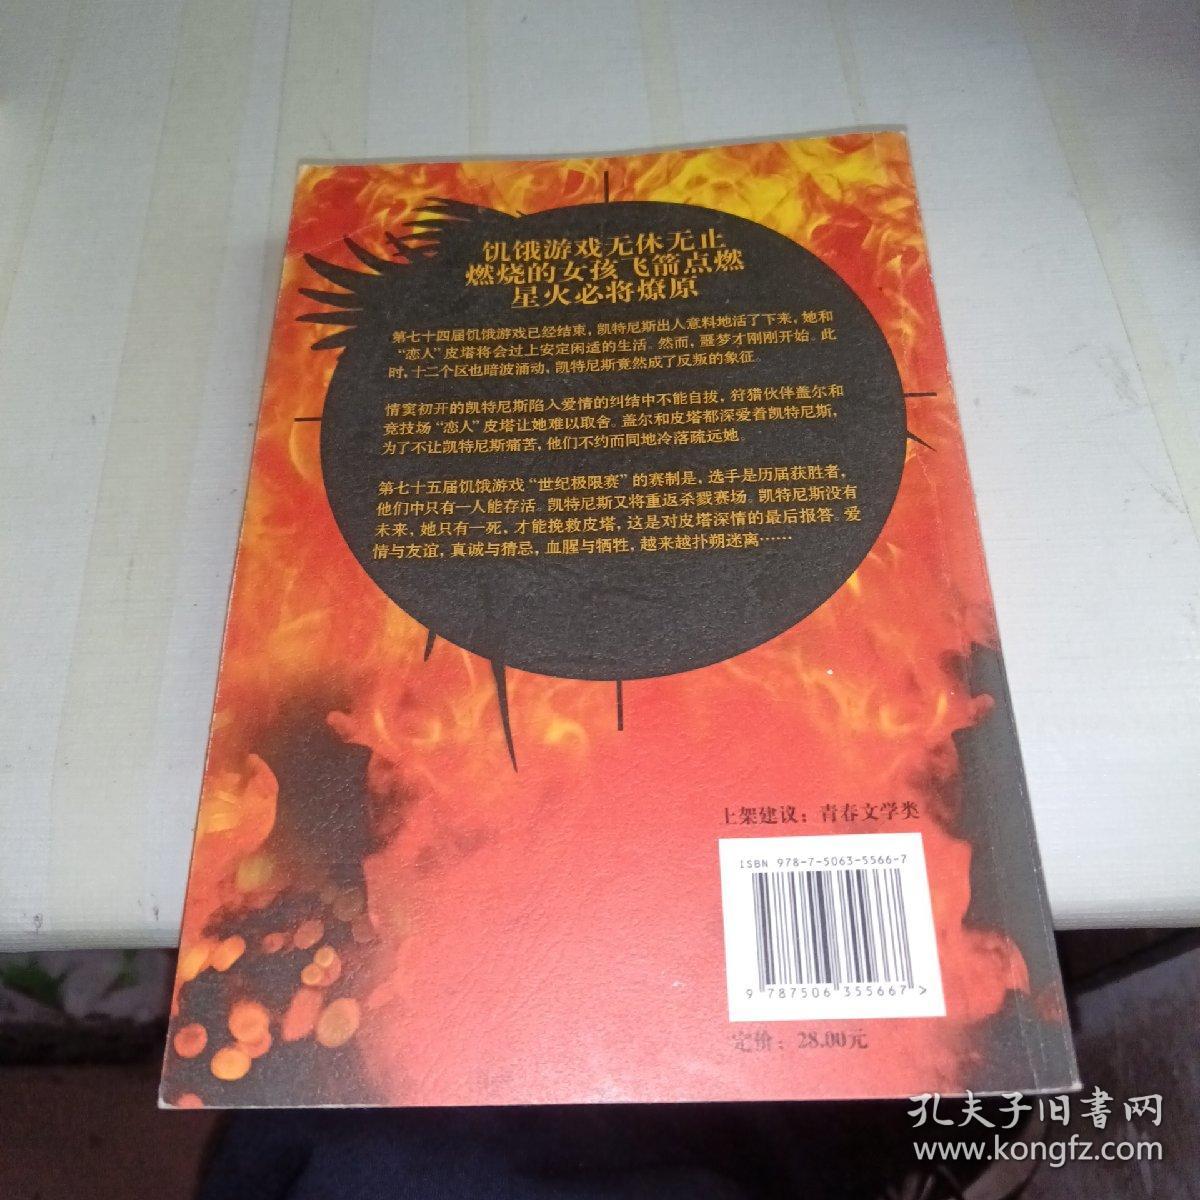 饥饿游戏无休无止
燃烧的女孩飞箭点燃
星火必将燎原
第七十四届饥饿游戏已经结束，凯特尼斯出人意料地活了下来，她和
“恋人”皮塔将会过上安定闲适的生活。然而，噩梦才刚刚开始。此
时，十二个区也暗波涌动，凯特尼斯竟然成了反叛的象征。
情窦初开的凯特尼斯陷入爱情的纠结中不能自拔，狩猎伙伴盖尔和
竞技场“恋人”皮塔让她难以取舍。盖尔和皮塔都深爱着凯特尼斯，
为了不让凯特尼斯痛苦，他们不约而同地冷落疏远她。
第七十五届饥饿游戏“世纪极限赛”的赛制是，选手是历届获胜者，
他们中只有一人能存活。凯特尼斯又将重返杀戮赛场。凯特尼斯没有
未来，她只有一死，才能挽救皮塔，这是对皮塔深情的最后报答。爱
情与友谊，真诚与猜忌，血腥与牺牲，越来越扑朔迷离……
上架建议：青春文学类
ISBN 978-7-5063-5566-7
9 787506 355667 >
定价：28.00元
孔夫子旧书网
www.kongfz.com